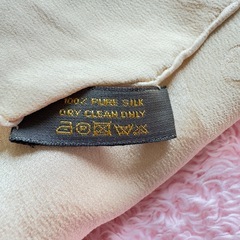 100% PURE SILK
DRY CLEAN ONLY